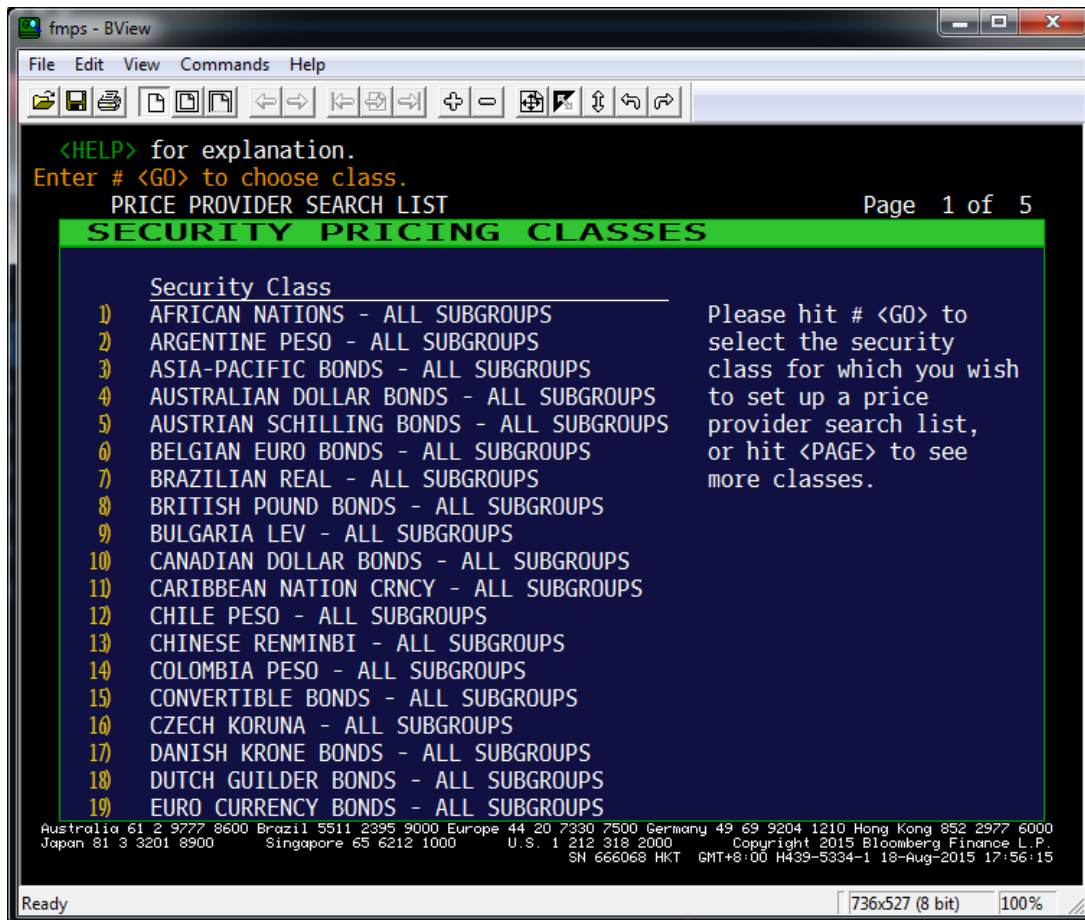 fmps - BView
File Edit View Commands Help
<HELP> for explanation.
Enter # <GO> to choose class.
PRICE PROVIDER SEARCH LIST Page 1 of 5
SECURITY PRICING CLASSES
Security Class
1) AFRICAN NATIONS - ALL SUBGROUPS Please hit # <GO> to
2) ARGENTINE PESO - ALL SUBGROUPS select the security
3) ASIA-PACIFIC BONDS - ALL SUBGROUPS class for which you wish
4) AUSTRALIAN DOLLAR BONDS - ALL SUBGROUPS to set up a price
5) AUSTRIAN SCHILLING BONDS - ALL SUBGROUPS provider search list,
6) BELGIAN EURO BONDS - ALL SUBGROUPS or hit <PAGE> to see
7) BRAZILIAN REAL - ALL SUBGROUPS more classes.
8) BRITISH POUND BONDS - ALL SUBGROUPS
9) BULGARIA LEV - ALL SUBGROUPS
10) CANADIAN DOLLAR BONDS - ALL SUBGROUPS
11) CARIBBEAN NATION CRNCY - ALL SUBGROUPS
12) CHILE PESO - ALL SUBGROUPS
13) CHINESE RENMINBI - ALL SUBGROUPS
14) COLOMBIA PESO - ALL SUBGROUPS
15) CONVERTIBLE BONDS - ALL SUBGROUPS
16) CZECH KORUNA - ALL SUBGROUPS
17) DANISH KRONE BONDS - ALL SUBGROUPS
18) DUTCH GUILDER BONDS - ALL SUBGROUPS
19) EURO CURRENCY BONDS - ALL SUBGROUPS
Australia 61 2 9777 8600 Brazil 5511 2395 9000 Europe 44 20 7330 7500 Germany 49 69 9204 1210 Hong Kong 852 2977 6000
Japan 81 3 3201 8900 Singapore 65 6212 1000 U.S. 1 212 318 2000 Copyright 2015 Bloomberg Finance L.P.
SN 666068 HKT GMT+8:00 H439-5334-1 18-Aug-2015 17:56:15
Ready 736x527 (8 bit) 100%